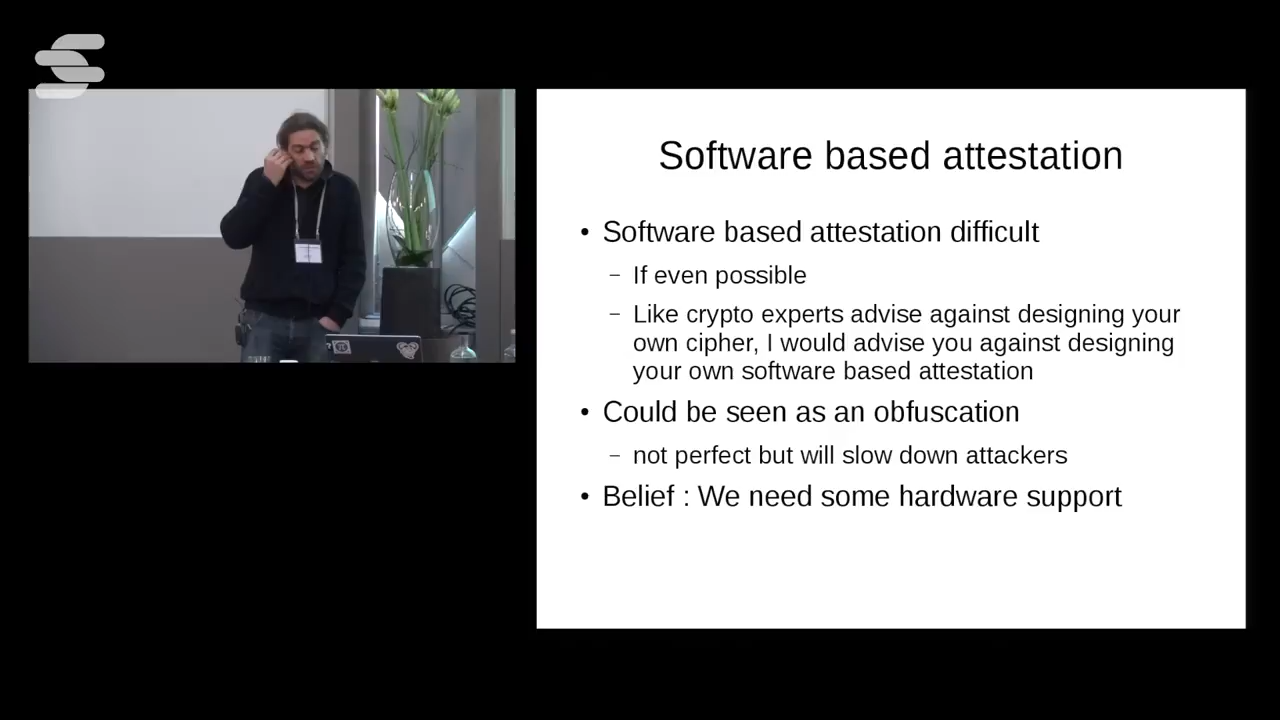 Software based attestation
• Software based attestation difficult
– If even possible
– Like crypto experts advise against designing your
own cipher, I would advise you against designing
your own software based attestation
• Could be seen as an obfuscation
– not perfect but will slow down attackers
• Belief : We need some hardware support